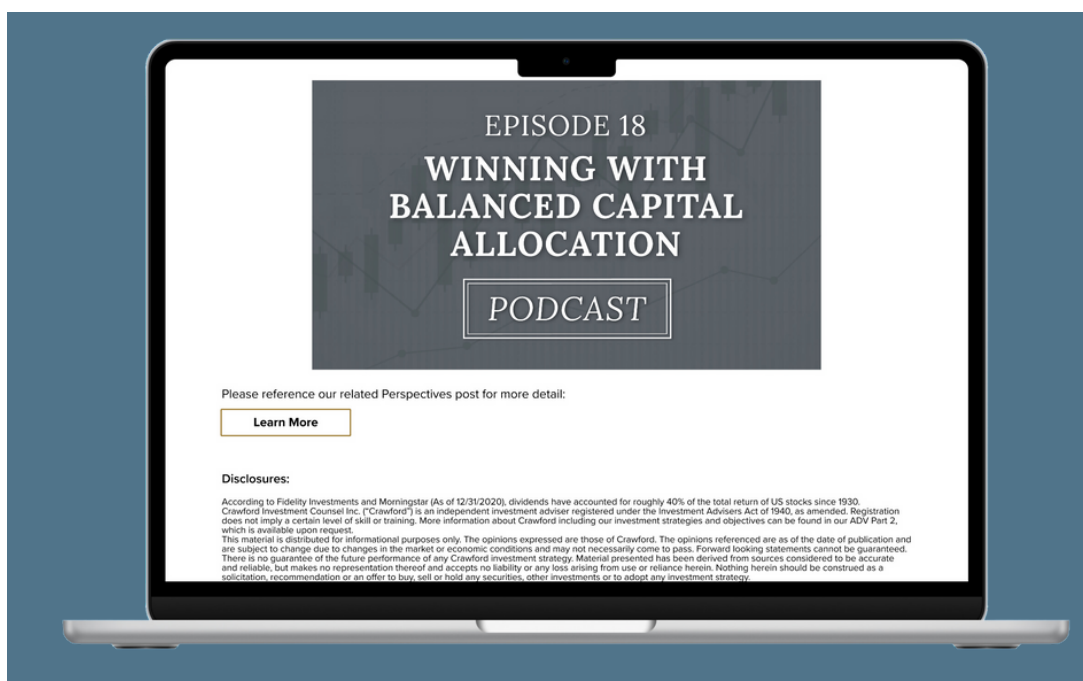 EPISODE 18
WINNING WITH
BALANCED CAPITAL
ALLOCATION
PODCAST
Please reference our related Perspectives post for more detail:
Learn More
Disclosures:
According to Fidelity Investments and Morningstar (As of 12/31/2020), dividends have accounted for roughly 40% of the total return of US stocks since 1930.
Crawford Investment Counsel Inc. (“Crawford”) is an independent investment adviser registered under the Investment Advisers Act of 1940, as amended. Registration
does not imply a certain level of skill or training. More information about Crawford including our investment strategies and objectives can be found in our ADV Part 2,
which is available upon request.
This material is distributed for informational purposes only. The opinions expressed are those of Crawford. The opinions referenced are as of the date of publication and
are subject to change due to changes in the market or economic conditions and may not necessarily come to pass. Forward looking statements cannot be guaranteed.
There is no guarantee of the future performance of any Crawford investment strategy. Material presented has been derived from sources considered to be accurate
and reliable, but makes no representation thereof and accepts no liability or any loss arising from use or reliance herein. Nothing herein should be construed as a
solicitation, recommendation or an offer to buy, sell or hold any securities, other investments or to adopt any investment strategy.